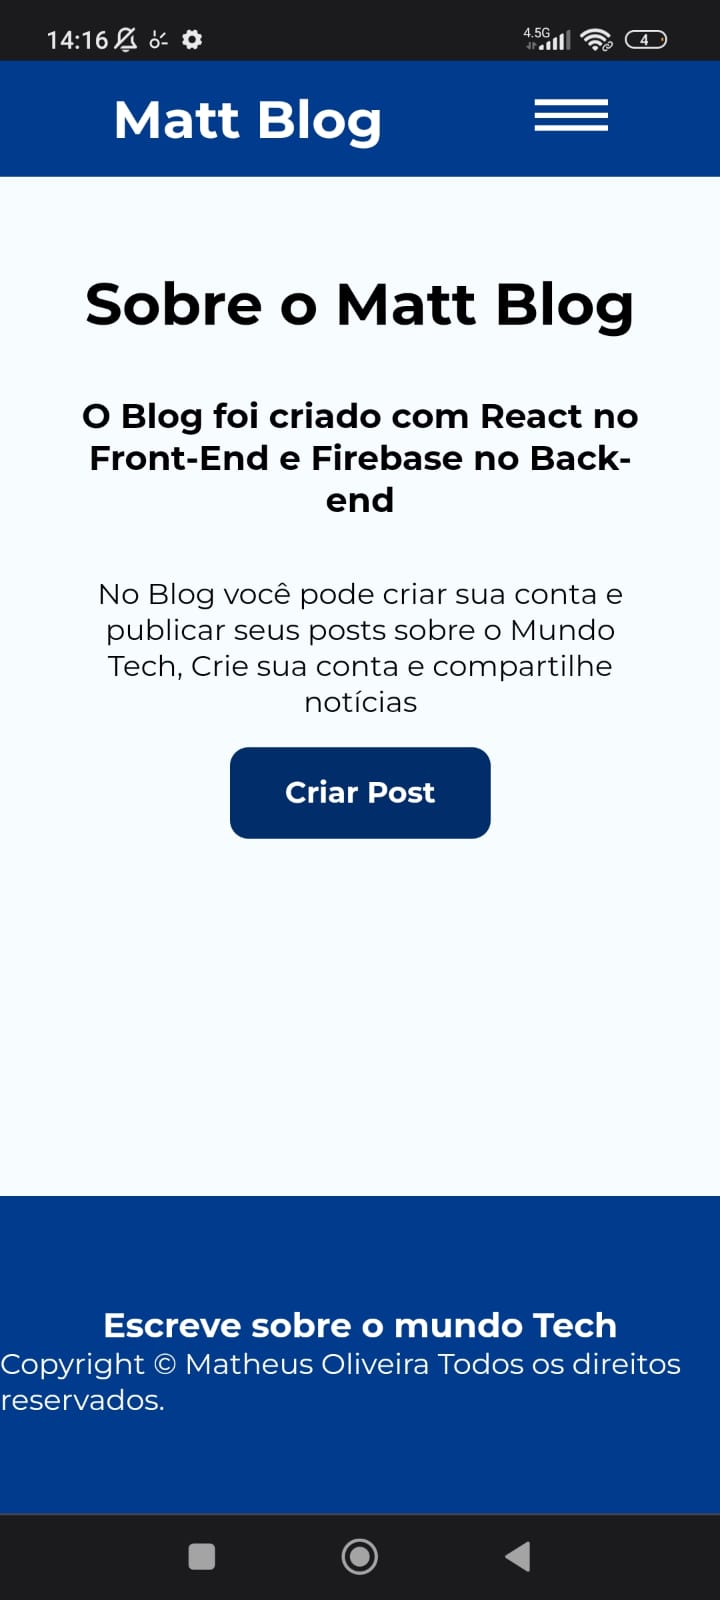 14:16
4.5G
4
Matt Blog
Sobre o Matt Blog
O Blog foi criado com React no
Front-End e Firebase no Back-
end
No Blog você pode criar sua conta e
publicar seus posts sobre o Mundo
Tech, Crie sua conta e compartilhe
notícias
Criar Post
Escreve sobre o mundo Tech
Copyright © Matheus Oliveira Todos os direitos
reservados.